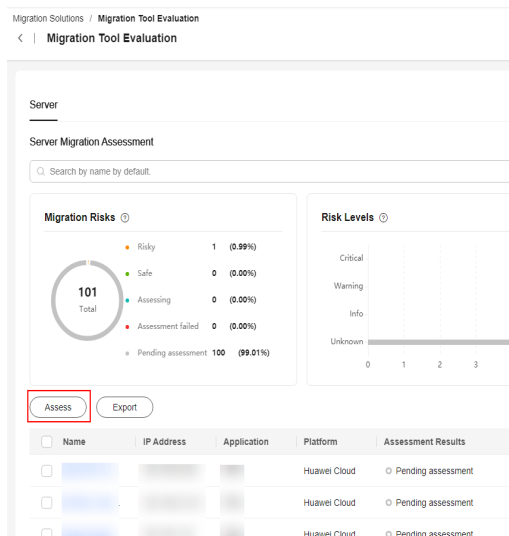 Migration Solutions / Migration Tool Evaluation
< | Migration Tool Evaluation
Server
Server Migration Assessment
Search by name by default.
Migration Risks ?
101
Total
Risky 1 (0.99%)
Safe 0 (0.00%)
Assessing 0 (0.00%)
Assessment failed 0 (0.00%)
Pending assessment 100 (99.01%)
Risk Levels ?
Critical
Warning
Info
Unknown
0 1 2 3
Assess Export
Name IP Address Application Platform Assessment Results
Huawei Cloud Pending assessment
Huawei Cloud Pending assessment
Huawei Cloud Pending assessment